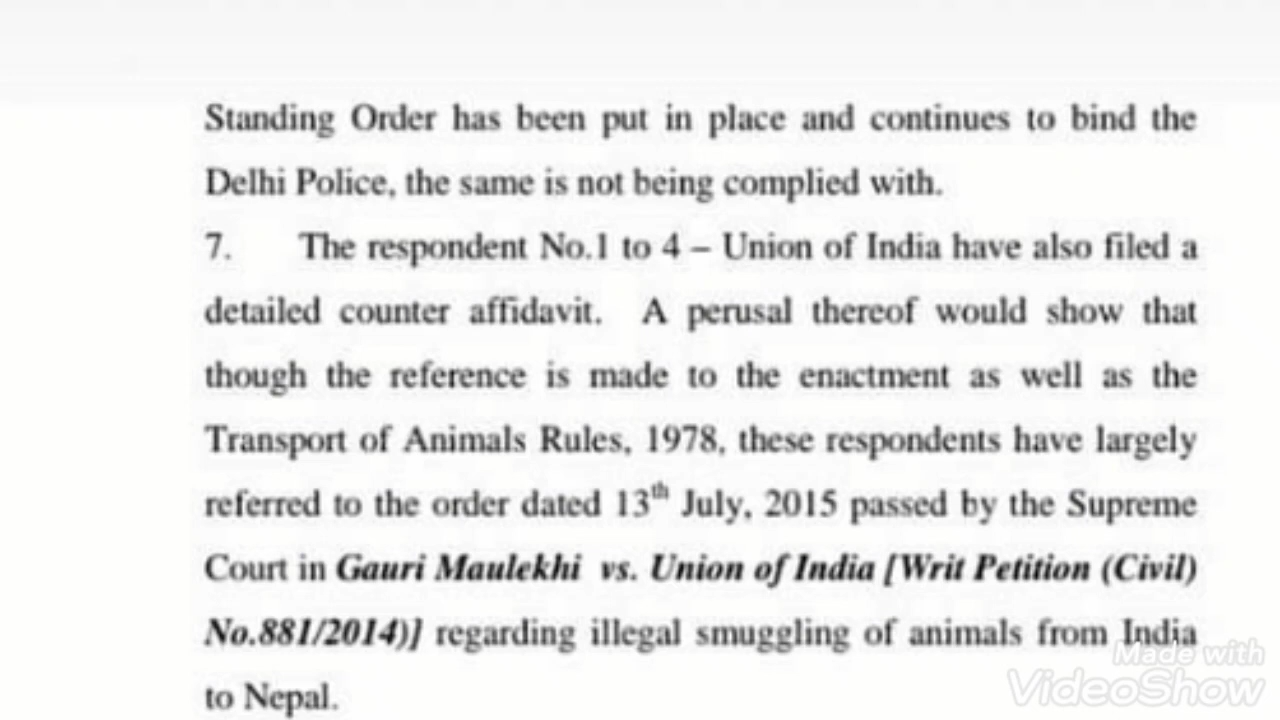 Standing Order has been put in place and continues to bind the
Delhi Police, the same is not being complied with.
7. The respondent No.1 to 4 – Union of India have also filed a
detailed counter affidavit. A perusal thereof would show that
though the reference is made to the enactment as well as the
Transport of Animals Rules, 1978, these respondents have largely
referred to the order dated 13th July, 2015 passed by the Supreme
Court in Gauri Maulekhi vs. Union of India [Writ Petition (Civil)
No.881/2014)] regarding illegal smuggling of animals from India
to Nepal.
Made with
VideoShow